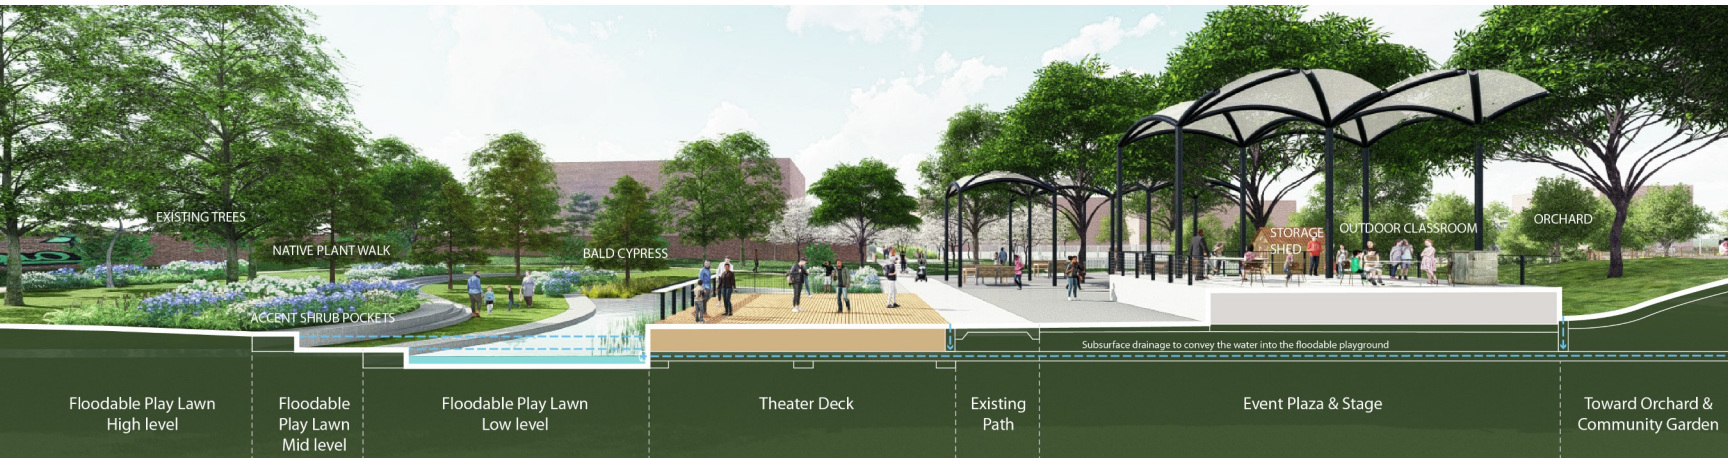 EXISTING TREES
NATIVE PLANT WALK
ACCENT SHRUB POCKETS
BALD CYPRESS
STORAGE
SHED
OUTDOOR CLASSROOM
ORCHARD
Subsurface drainage to convey the water into the floodable playground
Floodable Play Lawn
High level
Floodable
Play Lawn
Mid level
Floodable Play Lawn
Low level
Theater Deck
Existing
Path
Event Plaza & Stage
Toward Orchard &
Community Garden